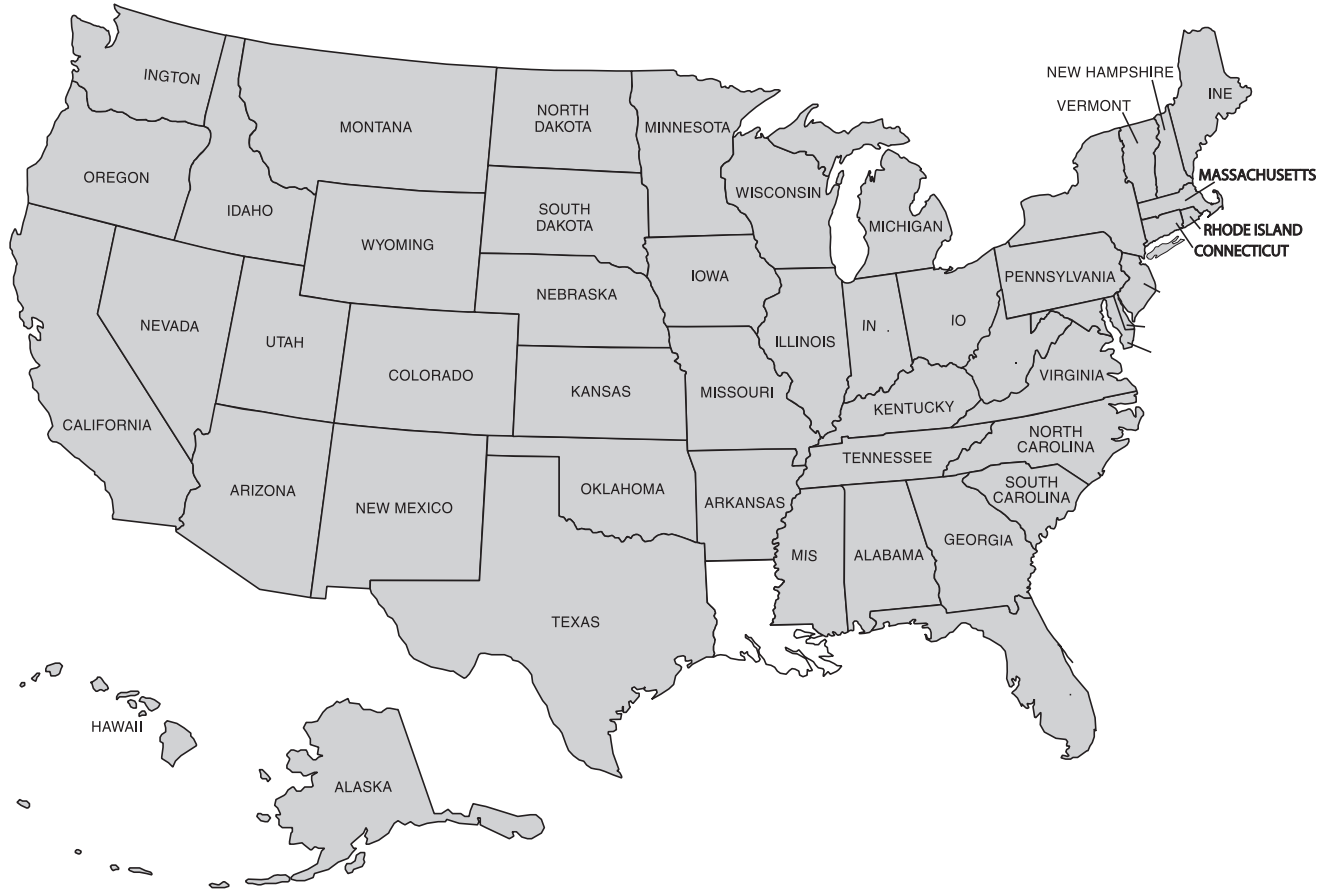 NEW HAMPSHIRE
VERMONT
INE
INGTON
MONTANA
NORTH
DAKOTA
MINNESOTA
OREGON
IDAHO
WYOMING
SOUTH
DAKOTA
WISCONSIN
MICHIGAN
MASSACHUSETTS
RHODE ISLAND
CONNECTICUT
NEVADA
UTAH
COLORADO
NEBRASKA
IOWA
ILLINOIS
IN
IO
PENNSYLVANIA
CALIFORNIA
KANSAS
MISSOURI
KENTUCKY
VIRGINIA
ARIZONA
NEW MEXICO
OKLAHOMA
ARKANSAS
TENNESSEE
NORTH
CAROLINA
SOUTH
CAROLINA
TEXAS
MIS
ALABAMA
GEORGIA
HAWAII
ALASKA